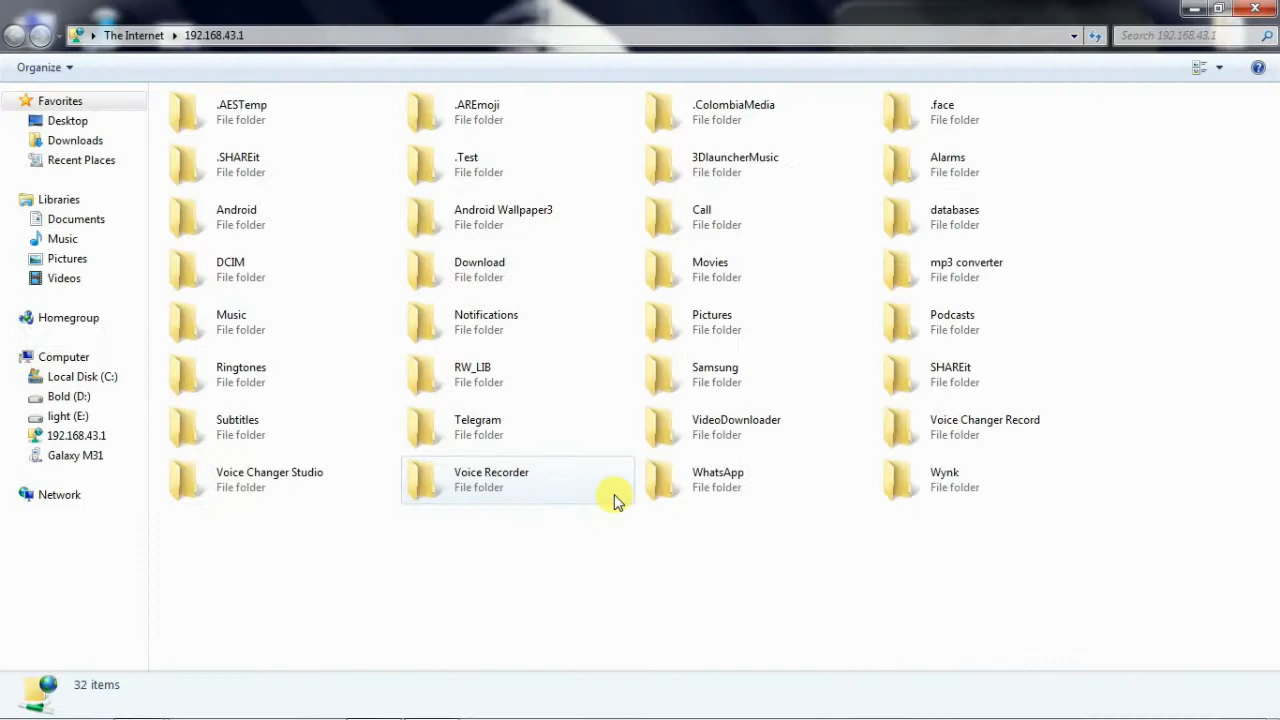 The Internet 192.168.43.1
Search 192.168.43.1
Organize
Favorites
Desktop
Downloads
Recent Places
Libraries
Documents
Music
Pictures
Videos
Homegroup
Computer
Local Disk (C:)
Bold (D:)
light (E:)
192.168.43.1
Galaxy M31
Network
.AESTemp
File folder
.AREmoji
File folder
.ColombiaMedia
File folder
.face
File folder
.SHAREit
File folder
.Test
File folder
3DlauncherMusic
File folder
Alarms
File folder
Android
File folder
Android Wallpaper3
File folder
Call
File folder
databases
File folder
DCIM
File folder
Download
File folder
Movies
File folder
mp3 converter
File folder
Music
File folder
Notifications
File folder
Pictures
File folder
Podcasts
File folder
Ringtones
File folder
RW_LIB
File folder
Samsung
File folder
SHAREit
File folder
Subtitles
File folder
Telegram
File folder
VideoDownloader
File folder
Voice Changer Record
File folder
Voice Changer Studio
File folder
Voice Recorder
File folder
WhatsApp
File folder
Wynk
File folder
32 items